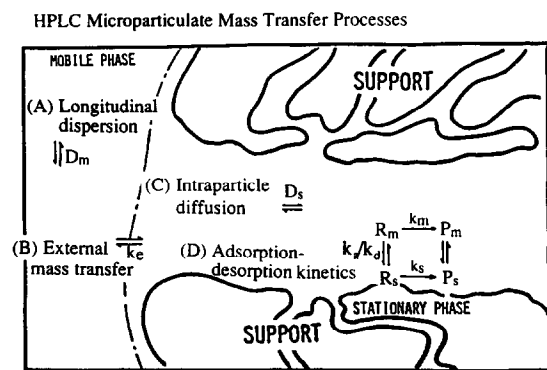 HPLC Microparticulate Mass Transfer Processes
MOBILE PHASE
SUPPORT
(A) Longitudinal
dispersion
⇌ Dm
(C) Intraparticle Ds
diffusion ⇌
Rm km→ Pm
(B) External ⇌
mass transfer ke
(D) Adsorption-
desorption kinetics
ka/kd ⇌ ⇌
Rs ks→ Ps
STATIONARY PHASE
SUPPORT